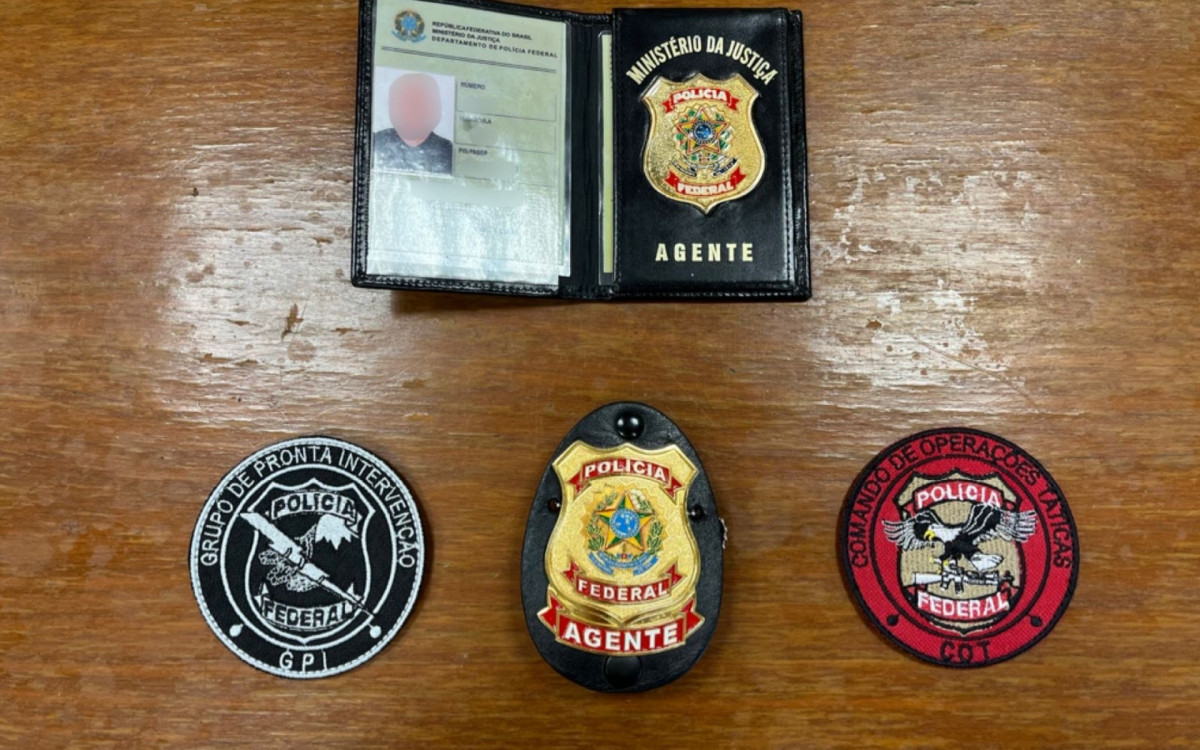 REPÚBLICA FEDERATIVA DO BRASIL
MINISTÉRIO DA JUSTIÇA
DEPARTAMENTO DE POLÍCIA FEDERAL
NÚMERO
MINISTÉRIO DA JUSTIÇA
POLÍCIA
FEDERAL
AGENTE
GRUPO DE PRONTA INTERVENÇÃO
POLÍCIA
FEDERAL
GPI
POLÍCIA
FEDERAL
AGENTE
COMANDO DE OPERAÇÕES TÁTICAS
POLÍCIA
FEDERAL
COT